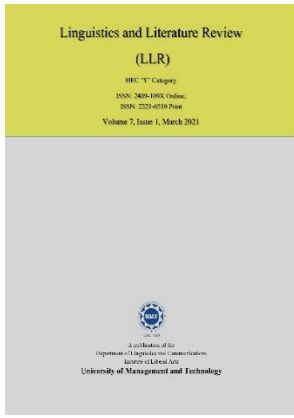 Linguistics and Literature Review
(LLR)
HEC "Y" Category
ISSN: 2409-109X Online,
ISSN: 2221-6510 Print
Volume 7, Issue 1, March 2021
UMT
A publication of the
Department of Linguistics and Communications
Institute of Liberal Arts
University of Management and Technology